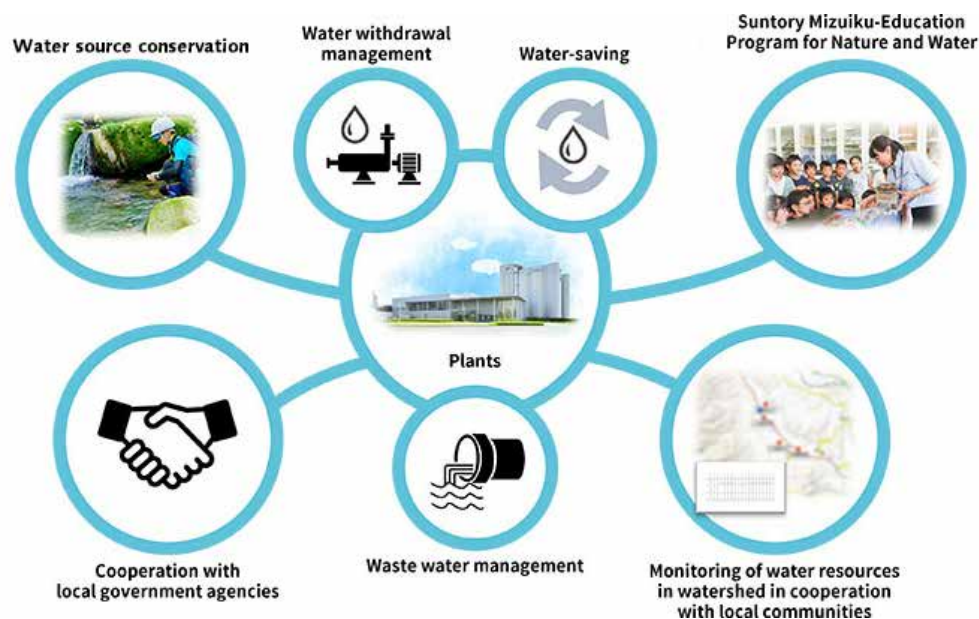 Water source conservation
Water withdrawal
management
Water-saving
Suntory Mizuiku-Education
Program for Nature and Water
Plants
Cooperation with
local government agencies
Waste water management
Monitoring of water resources
in watershed in cooperation
with local communities